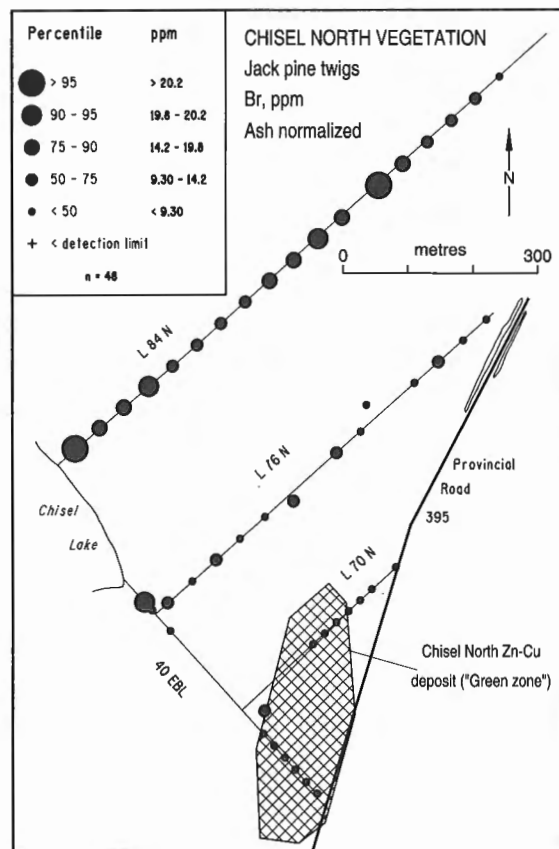 Percentile ppm
> 95 > 20.2
90 - 95 19.8 - 20.2
75 - 90 14.2 - 19.8
50 - 75 9.30 - 14.2
< 50 < 9.30
+ < detection limit
n = 46
CHISEL NORTH VEGETATION
Jack pine twigs
Br, ppm
Ash normalized
N
metres
0 300
L 84 N
L 76 N
Chisel
Lake
Provincial
Road
395
L 70 N
40 EBL
Chisel North Zn-Cu
deposit ("Green zone")